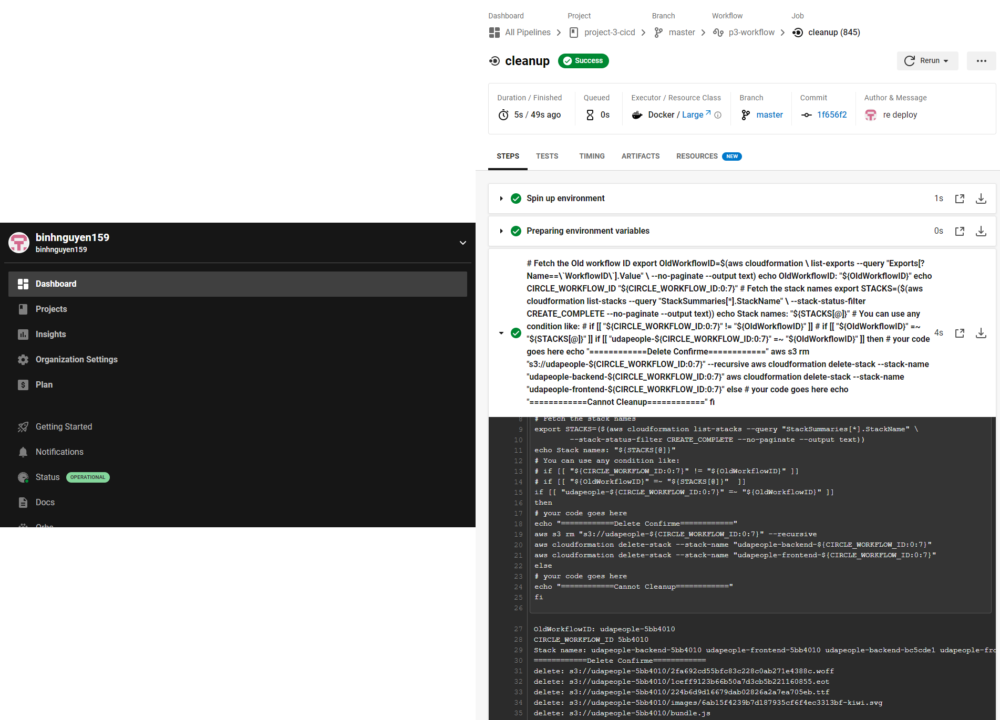 binhnguyen159
binhnguyen159
Dashboard
Projects
Insights
Organization Settings
Plan
Getting Started
Notifications
Status OPERATIONAL
Docs
Orbs
Dashboard Project Branch Workflow Job
All Pipelines project-3-cicd master p3-workflow cleanup (845)
cleanup Success Rerun
Duration / Finished Queued Executor / Resource Class Branch Commit Author & Message
5s / 49s ago 0s Docker / Large master 1f656f2 re deploy
STEPS TESTS TIMING ARTIFACTS RESOURCES NEW
Spin up environment 1s
Preparing environment variables 0s
# Fetch the Old workflow ID export OldWorkflowID=$(aws cloudformation \ list-exports --query "Exports[?
Name==\`WorkflowID\`].Value" \ --no-paginate --output text) echo OldWorkflowID: "${OldWorkflowID}" echo
CIRCLE_WORKFLOW_ID "${CIRCLE_WORKFLOW_ID:0:7}" # Fetch the stack names export STACKS=($(aws
cloudformation list-stacks --query "StackSummaries[*].StackName" \ --stack-status-filter
CREATE_COMPLETE --no-paginate --output text)) echo Stack names: "${STACKS[@]}" # You can use any
condition like: # if [[ "${CIRCLE_WORKFLOW_ID:0:7}" != "${OldWorkflowID}" ]] # if [[ "${OldWorkflowID}" =~
"${STACKS[@]}" ]] if [[ "udapeople-${CIRCLE_WORKFLOW_ID:0:7}" =~ "${OldWorkflowID}" ]] then # your code
goes here echo "============Delete Confirme============" aws s3 rm
"s3://udapeople-${CIRCLE_WORKFLOW_ID:0:7}" --recursive aws cloudformation delete-stack --stack-name
"udapeople-backend-${CIRCLE_WORKFLOW_ID:0:7}" aws cloudformation delete-stack --stack-name
"udapeople-frontend-${CIRCLE_WORKFLOW_ID:0:7}" else # your code goes here echo
"============Cannot Cleanup============" fi
4s
8 # Fetch the stack names
9 export STACKS=($(aws cloudformation list-stacks --query "StackSummaries[*].StackName" \
10 --stack-status-filter CREATE_COMPLETE --no-paginate --output text))
11 echo Stack names: "${STACKS[@]}"
12 # You can use any condition like:
13 # if [[ "${CIRCLE_WORKFLOW_ID:0:7}" != "${OldWorkflowID}" ]]
14 # if [[ "${OldWorkflowID}" =~ "${STACKS[@]}"  ]]
15 if [[ "udapeople-${CIRCLE_WORKFLOW_ID:0:7}" =~ "${OldWorkflowID}" ]]
16 then
17 # your code goes here
18 echo "============Delete Confirme============"
19 aws s3 rm "s3://udapeople-${CIRCLE_WORKFLOW_ID:0:7}" --recursive
20 aws cloudformation delete-stack --stack-name "udapeople-backend-${CIRCLE_WORKFLOW_ID:0:7}"
21 aws cloudformation delete-stack --stack-name "udapeople-frontend-${CIRCLE_WORKFLOW_ID:0:7}"
22 else
23 # your code goes here
24 echo "============Cannot Cleanup============"
25 fi
26
27 OldWorkflowID: udapeople-5bb4010
28 CIRCLE_WORKFLOW_ID 5bb4010
29 Stack names: udapeople-backend-5bb4010 udapeople-frontend-5bb4010 udapeople-backend-bc5cde1 udapeople-fro
30 ============Delete Confirme============
31 delete: s3://udapeople-5bb4010/2fa692cd55bfc83c228c0ab271e4388c.woff
32 delete: s3://udapeople-5bb4010/1ceff9123b66b50a7d3cb5b221160855.eot
33 delete: s3://udapeople-5bb4010/224b6d9d16679dab02826a2a7ea705eb.ttf
34 delete: s3://udapeople-5bb4010/images/6ab15f4239b7d187935cf6f4ec3313bf-kiwi.svg
35 delete: s3://udapeople-5bb4010/bundle.js